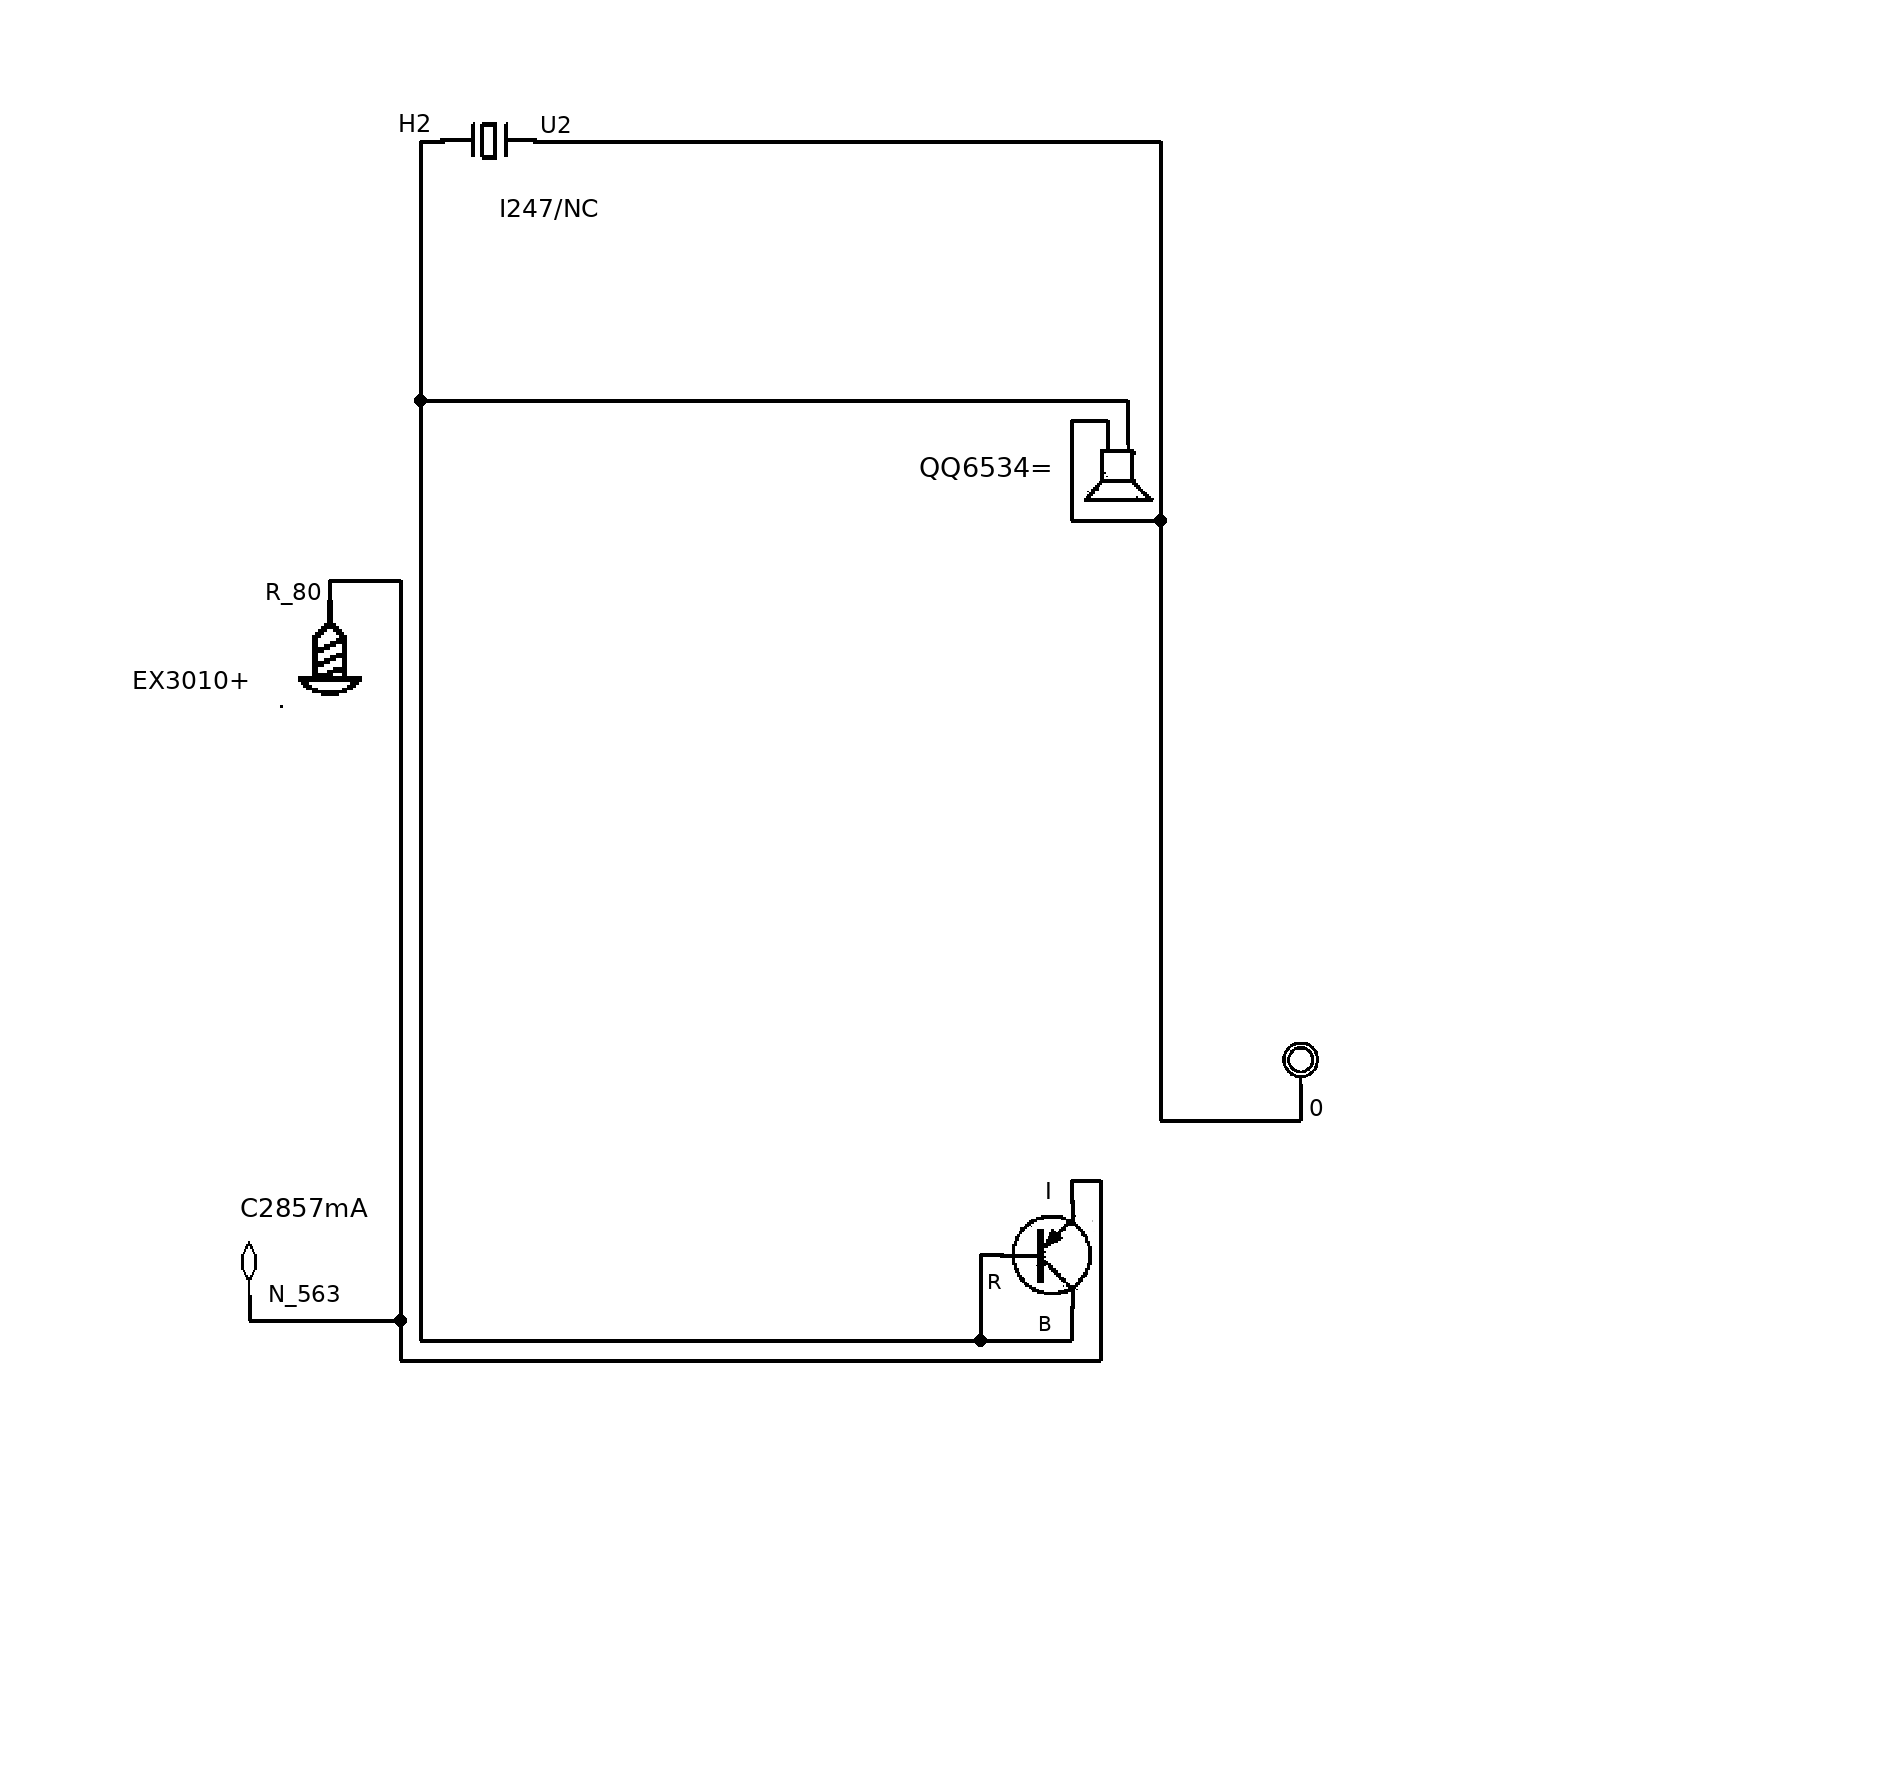 H2
U2
I247/NC
QQ6534=
R_80
EX3010+
0
I
C2857mA
R
N_563
B